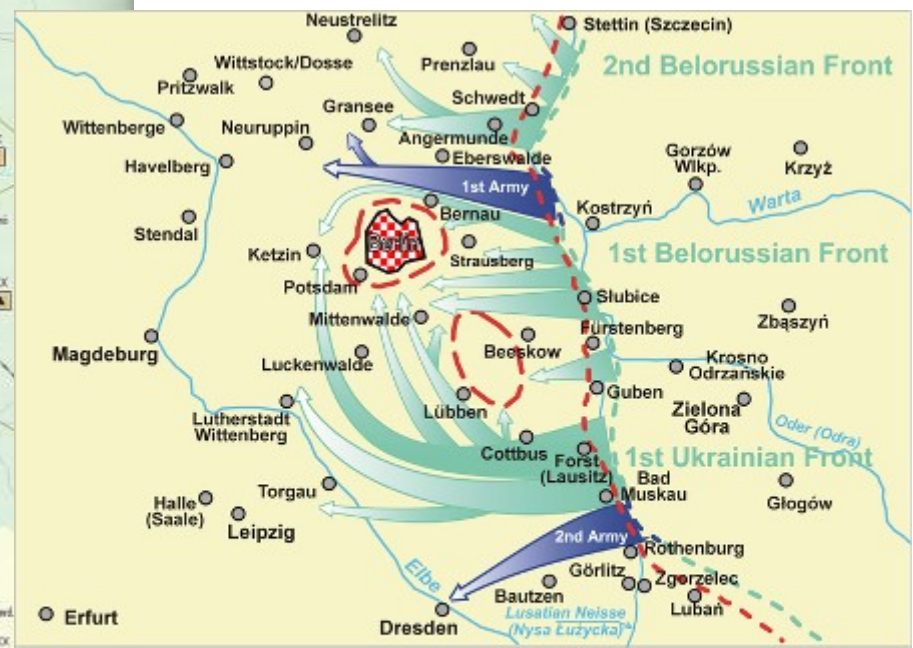 Neustrelitz
Stettin (Szczecin)
Wittstock/Dosse
Prenzlau
2nd Belorussian Front
Pritzwalk
Schwedt
Gransee
Wittenberge
Neuruppin
Angermunde
Havelberg
Eberswalde
Gorzów
Wlkp.
Krzyż
1st Army
Warta
Bernau
Kostrzyń
Stendal
Berlin
Ketzin
Strausberg
1st Belorussian Front
Potsdam
Słubice
Mittenwalde
Zbąszyń
Fürstenberg
Magdeburg
Beeskow
Luckenwalde
Krosno
Odrzańskie
Guben
Lübben
Zielona
Góra
Lutherstadt
Wittenberg
Oder (Odra)
Cottbus
Forst
(Lausitz)
1st Ukrainian Front
Bad
Muskau
Głogów
Torgau
Halle
(Saale)
Leipzig
2nd Army
Rothenburg
Elbe
Görlitz
Zgorzelec
Bautzen
Lubań
Lusatian Neisse
(Nysa Łużycka)
Erfurt
Dresden